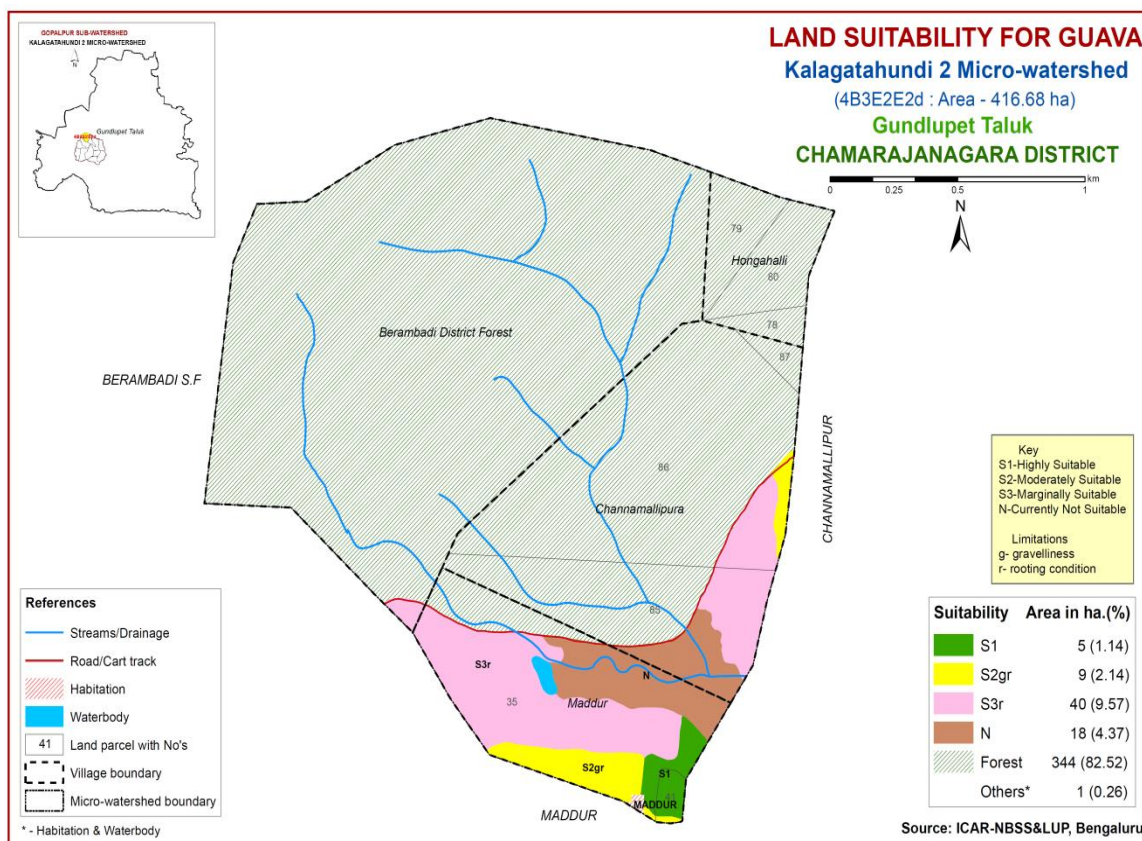 GOPALPUR SUB-WATERSHED
KALAGATAHUNDI 2 MICRO-WATERSHED
N
Gundlupet Taluk
LAND SUITABILITY FOR GUAVA
Kalagatahundi 2 Micro-watershed
(4B3E2E2d : Area - 416.68 ha)
Gundlupet Taluk
CHAMARAJANAGARA DISTRICT
km
0 0.25 0.5 1
N
79
Hongahalli
60
78
87
Berambadi District Forest
BERAMBADI S.F
86
Channamallipura
CHANNAMALLIPUR
85
S3r
N
35
Maddur
S2gr
S1
41
MADDUR
MADDUR
Key
S1-Highly Suitable
S2-Moderately Suitable
S3-Marginally Suitable
N-Currently Not Suitable
Limitations
g- gravelliness
r- rooting condition
References
Streams/Drainage
Road/Cart track
Habitation
Waterbody
41 Land parcel with No's
Village boundary
Micro-watershed boundary
* - Habitation & Waterbody
Suitability Area in ha.(%)
S1 5 (1.14)
S2gr 9 (2.14)
S3r 40 (9.57)
N 18 (4.37)
Forest 344 (82.52)
Others* 1 (0.26)
Source: ICAR-NBSS&LUP, Bengaluru